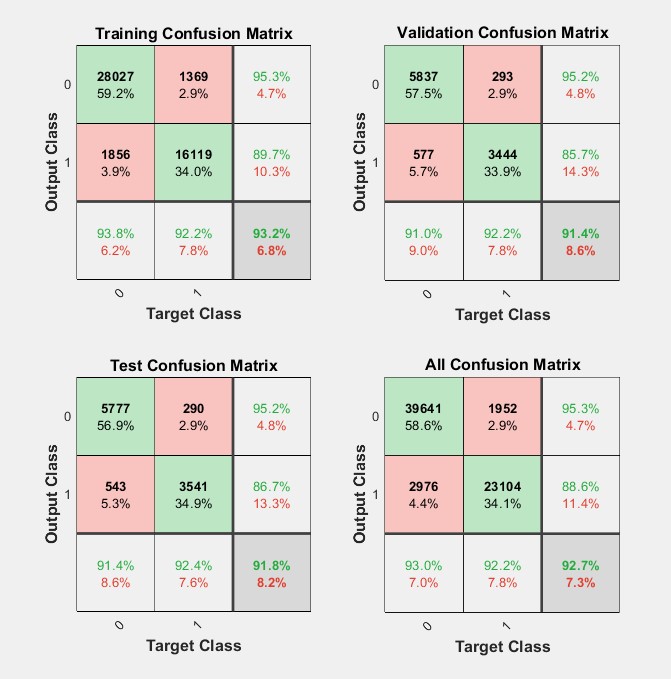 Training Confusion Matrix
28027 1369 95.3%
0
59.2% 2.9% 4.7%
1856 16119 89.7%
1
3.9% 34.0% 10.3%
93.8% 92.2% 93.2%
6.2% 7.8% 6.8%
0 1
Target Class
Output Class
Validation Confusion Matrix
5837 293 95.2%
0
57.5% 2.9% 4.8%
577 3444 85.7%
1
5.7% 33.9% 14.3%
91.0% 92.2% 91.4%
9.0% 7.8% 8.6%
0 1
Target Class
Output Class
Test Confusion Matrix
5777 290 95.2%
0
56.9% 2.9% 4.8%
543 3541 86.7%
1
5.3% 34.9% 13.3%
91.4% 92.4% 91.8%
8.6% 7.6% 8.2%
0 1
Target Class
Output Class
All Confusion Matrix
39641 1952 95.3%
0
58.6% 2.9% 4.7%
2976 23104 88.6%
1
4.4% 34.1% 11.4%
93.0% 92.2% 92.7%
7.0% 7.8% 7.3%
0 1
Target Class
Output Class